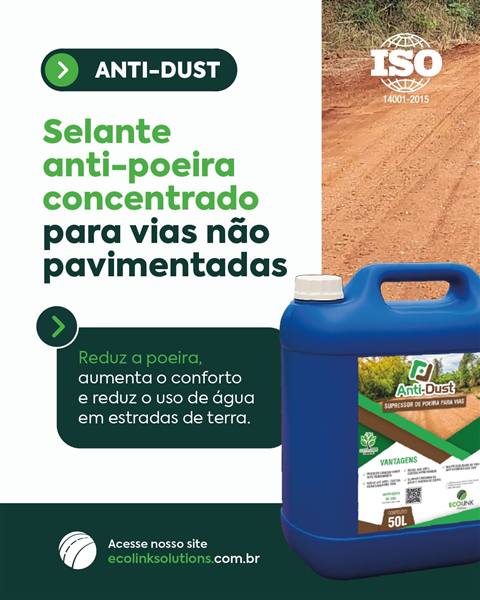 ANTI-DUST
ISO
14001-2015
Selante
anti-poeira
concentrado
para vias não
pavimentadas
Reduz a poeira,
aumenta o conforto
e reduz o uso de água
em estradas de terra.
Anti-Dust
SUPRESSOR DE POEIRA PARA VIAS
VANTAGENS
ECOLINK
50L
Acesse nosso site
ecolinksolutions.com.br